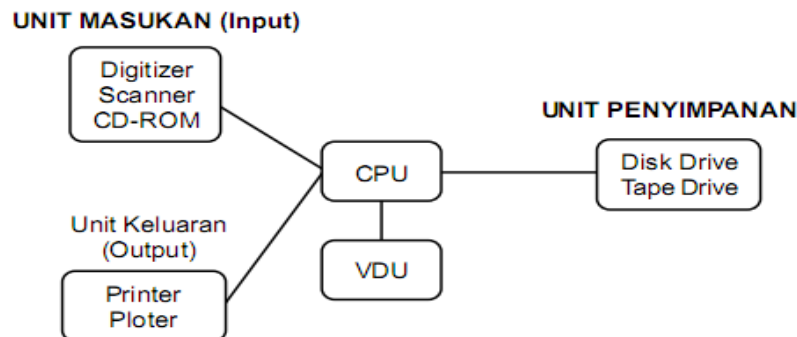 UNIT MASUKAN (Input)
Digitizer
Scanner
CD-ROM
UNIT PENYIMPANAN
CPU
Disk Drive
Tape Drive
Unit Keluaran
(Output)
VDU
Printer
Ploter